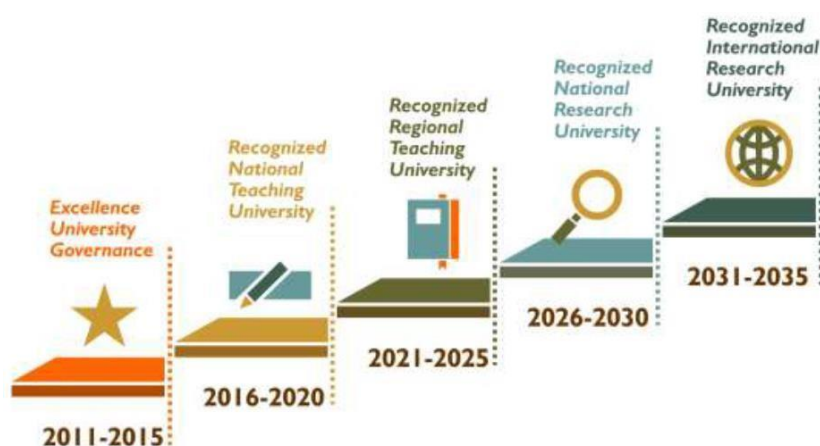 Excellence
University
Governance
2011-2015
Recognized
National
Teaching
University
2016-2020
Recognized
Regional
Teaching
University
2021-2025
Recognized
National
Research
University
2026-2030
Recognized
International
Research
University
2031-2035